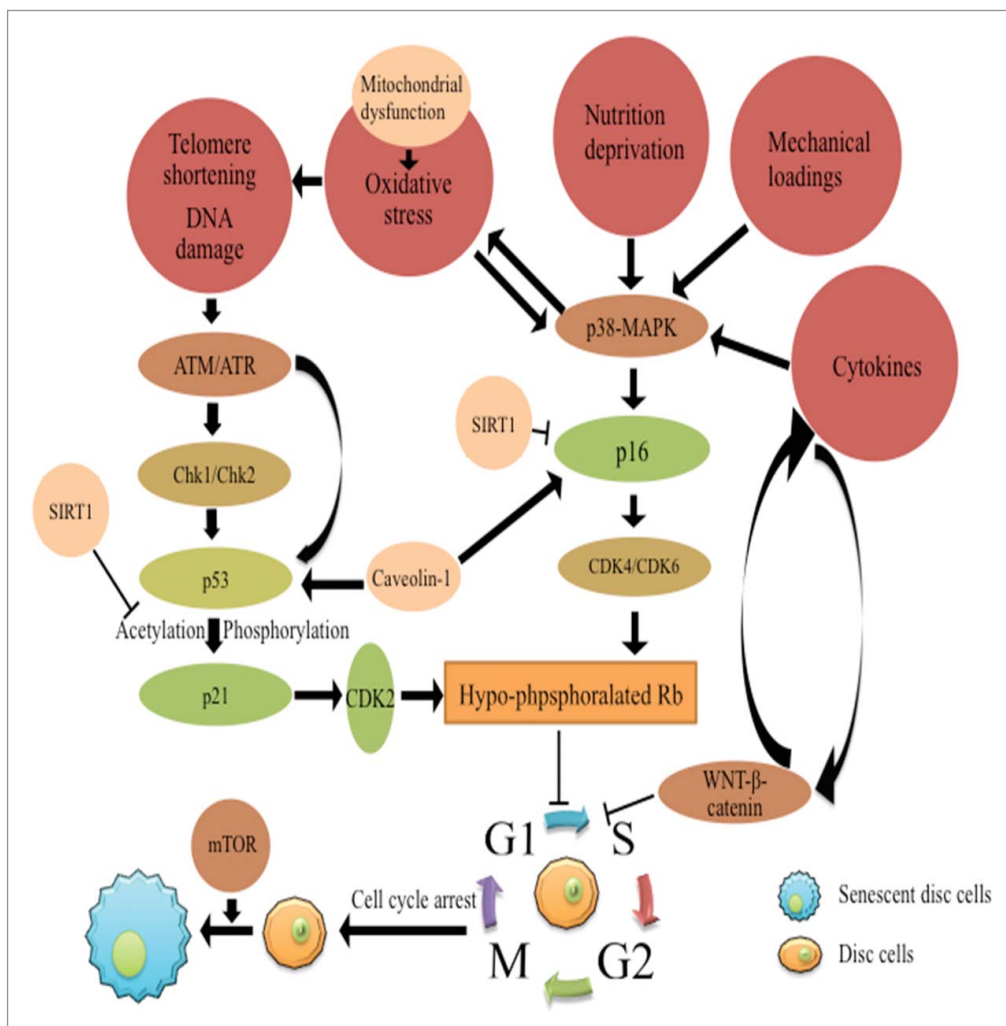 Mitochondrial
dysfunction
Oxidative
stress
Telomere
shortening
DNA
damage
Nutrition
deprivation
Mechanical
loadings
p38-MAPK
Cytokines
ATM/ATR
SIRT1
p16
Chk1/Chk2
SIRT1
p53
Caveolin-1
CDK4/CDK6
Acetylation
Phosphorylation
p21
CDK2
Hypo-phpsphoralated Rb
WNT-β-
catenin
G1
S
G2
M
mTOR
Cell cycle arrest
Senescent disc cells
Disc cells